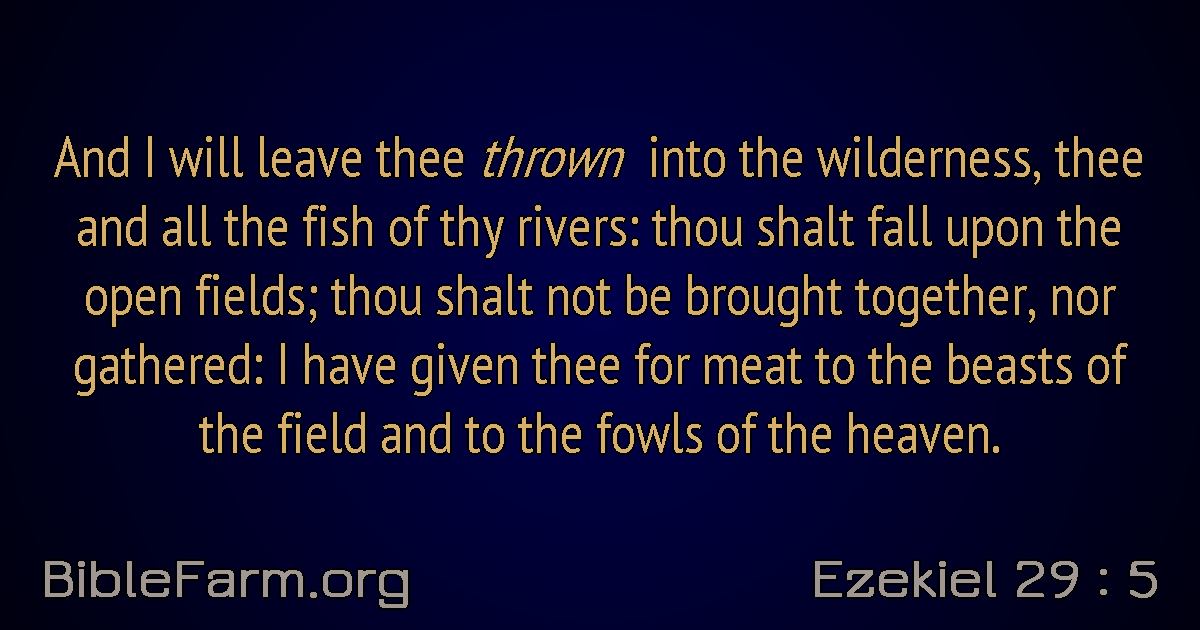 And I will leave thee thrown into the wilderness, thee
and all the fish of thy rivers: thou shalt fall upon the
open fields; thou shalt not be brought together, nor
gathered: I have given thee for meat to the beasts of
the field and to the fowls of the heaven.
BibleFarm.org
Ezekiel 29 : 5